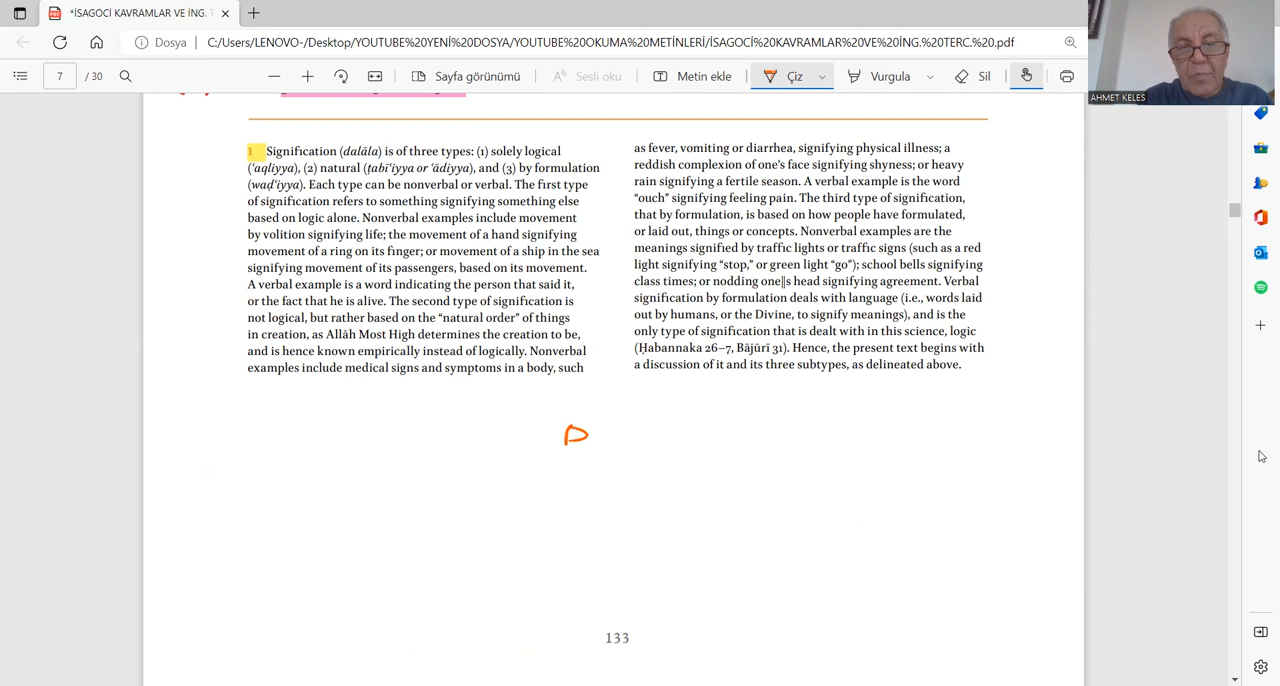 *İSAGOCİ KAVRAMLAR VE İNG. T
Dosya
C:/Users/LENOVO-/Desktop/YOUTUBE%20YENİ%20DOSYA/YOUTUBE%20OKUMA%20METİNLERİ/İSAGOCİ%20KAVRAMLAR%20VE%20İNG.%20TERC.%20.pdf
7 / 30
Sayfa görünümü
Sesli oku
Metin ekle
Çiz
Vurgula
Sil
AHMET KELES
1 Signification (dalāla) is of three types: (1) solely logical
(ʿaqliyya), (2) natural (ṭabīʿiyya or ʿādiyya), and (3) by formulation
(waḍʿiyya). Each type can be nonverbal or verbal. The first type
of signification refers to something signifying something else
based on logic alone. Nonverbal examples include movement
by volition signifying life; the movement of a hand signifying
movement of a ring on its finger; or movement of a ship in the sea
signifying movement of its passengers, based on its movement.
A verbal example is a word indicating the person that said it,
or the fact that he is alive. The second type of signification is
not logical, but rather based on the “natural order” of things
in creation, as Allāh Most High determines the creation to be,
and is hence known empirically instead of logically. Nonverbal
examples include medical signs and symptoms in a body, such
as fever, vomiting or diarrhea, signifying physical illness; a
reddish complexion of one’s face signifying shyness; or heavy
rain signifying a fertile season. A verbal example is the word
“ouch” signifying feeling pain. The third type of signification,
that by formulation, is based on how people have formulated,
or laid out, things or concepts. Nonverbal examples are the
meanings signified by traffic lights or traffic signs (such as a red
light signifying “stop,” or green light “go”); school bells signifying
class times; or nodding one‖s head signifying agreement. Verbal
signification by formulation deals with language (i.e., words laid
out by humans, or the Divine, to signify meanings), and is the
only type of signification that is dealt with in this science, logic
(Ḥabannaka 26–7, Bājūrī 31). Hence, the present text begins with
a discussion of it and its three subtypes, as delineated above.
133